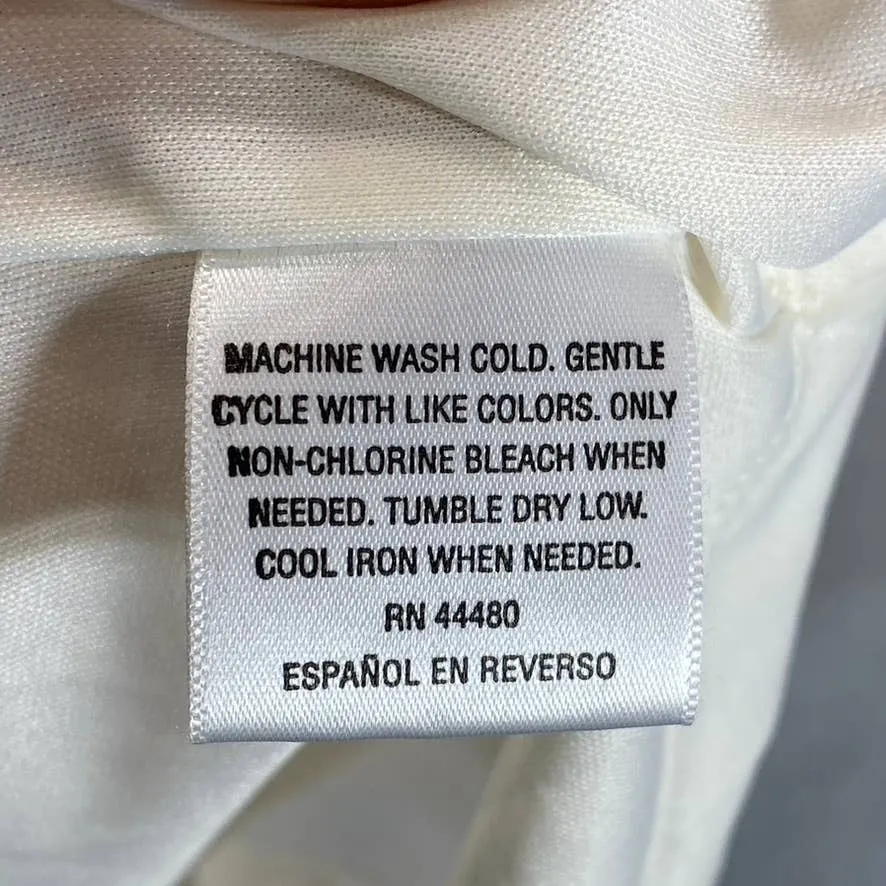 MACHINE WASH COLD. GENTLE
CYCLE WITH LIKE COLORS. ONLY
NON-CHLORINE BLEACH WHEN
NEEDED. TUMBLE DRY LOW.
COOL IRON WHEN NEEDED.
RN 44480
ESPAÑOL EN REVERSO